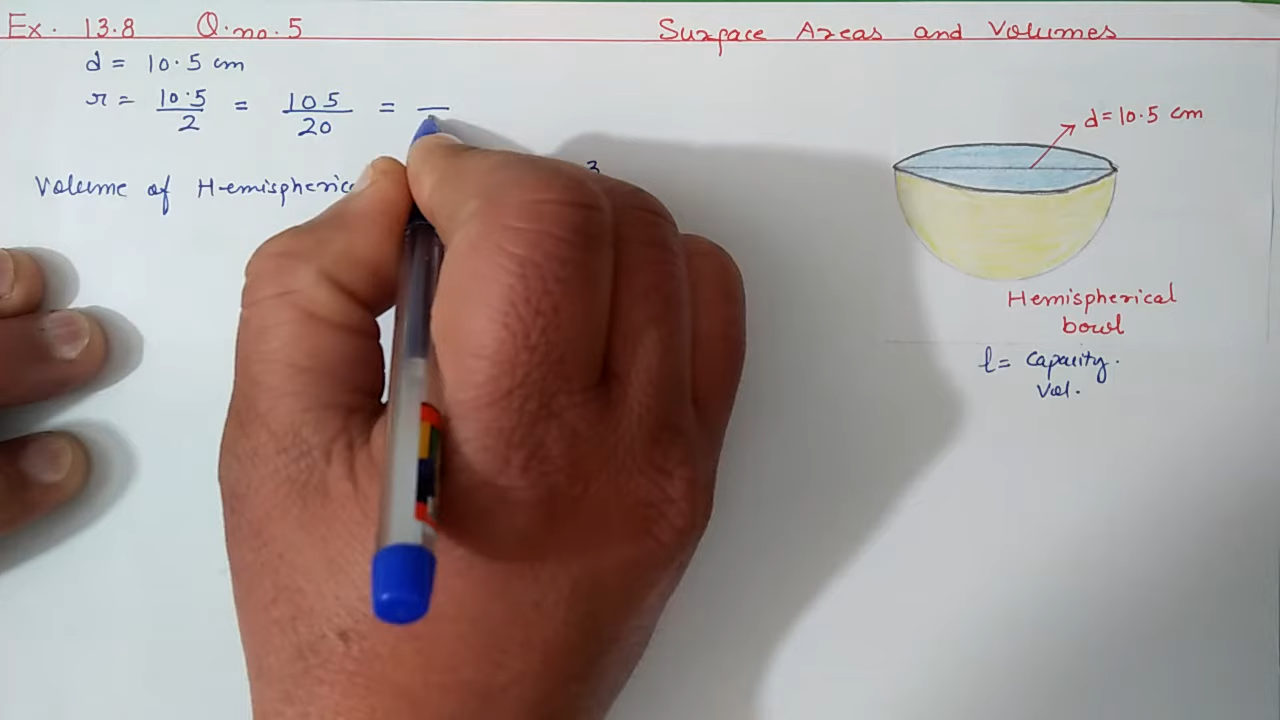 Ex. 13.8 Q.no.5 Surface Areas and Volumes
d = 10.5 cm
r = 10.5/2 = 105/20 =
Volume of Hemispheric
3
d=10.5 cm
Hemispherical
bowl
l = Capacity.
Vol.